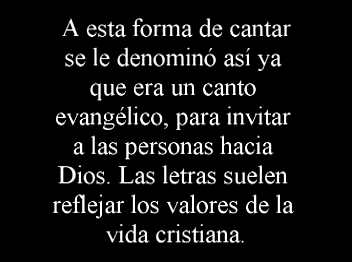 A esta forma de cantar
se le denominó así ya
que era un canto
evangélico, para invitar
a las personas hacia
Dios. Las letras suelen
reflejar los valores de la
vida cristiana.